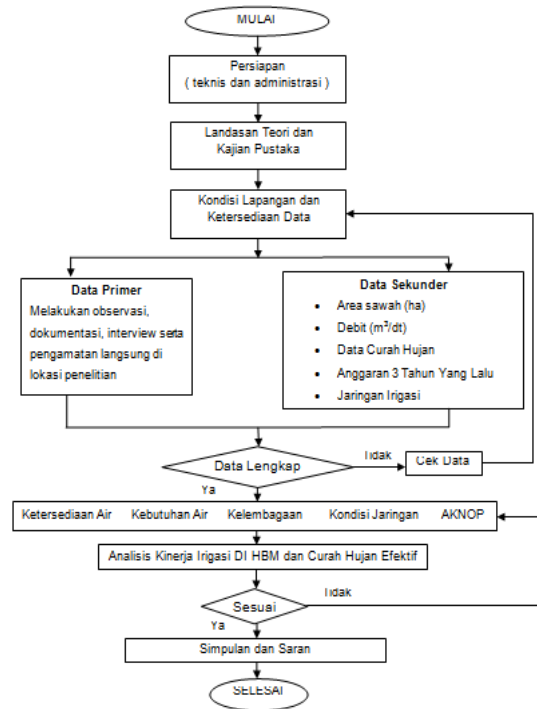 MULAI
Persiapan
( teknis dan administrasi )
Landasan Teori dan
Kajian Pustaka
Kondisi Lapangan dan
Ketersediaan Data
Data Primer
Melakukan observasi,
dokumentasi, interview serta
pengamatan langsung di
lokasi penelitian
Data Sekunder
• Area sawah (ha)
• Debit (m³/dt)
• Data Curah Hujan
• Anggaran 3 Tahun Yang Lalu
• Jaringan Irigasi
Data Lengkap
Tidak
Cek Data
Ya
Ketersediaan Air Kebutuhan Air Kelembagaan Kondisi Jaringan AKNOP
Analisis Kinerja Irigasi DI HBM dan Curah Hujan Efektif
Sesuai
Tidak
Ya
Simpulan dan Saran
SELESAI